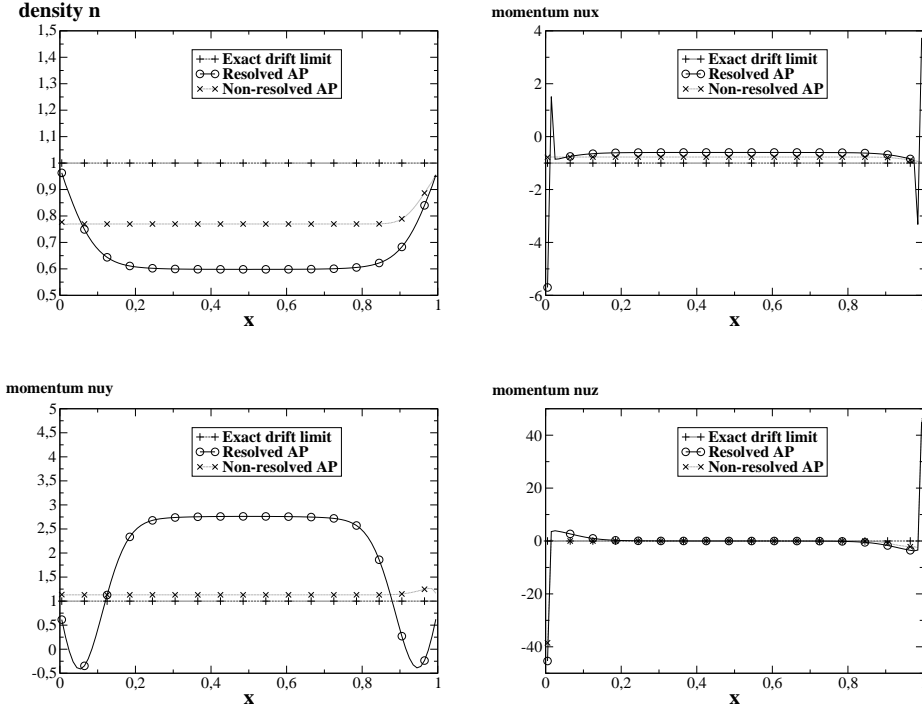 density n
1,5
1,4
1,3
1,2
1,1
1
0,9
0,8
0,7
0,6
0,5
Exact drift limit
Resolved AP
Non-resolved AP
0 0,2 0,4 0,6 0,8 1
x
momentum nux
4
2
0
-2
-4
-6
Exact drift limit
Resolved AP
Non-resolved AP
0 0,2 0,4 0,6 0,8
x
momentum nuy
5
4,5
4
3,5
3
2,5
2
1,5
1
0,5
0
-0,5
Exact drift limit
Resolved AP
Non-resolved AP
0 0,2 0,4 0,6 0,8 1
x
momentum nuz
40
20
0
-20
-40
Exact drift limit
Resolved AP
Non-resolved AP
0 0,2 0,4 0,6 0,8
x